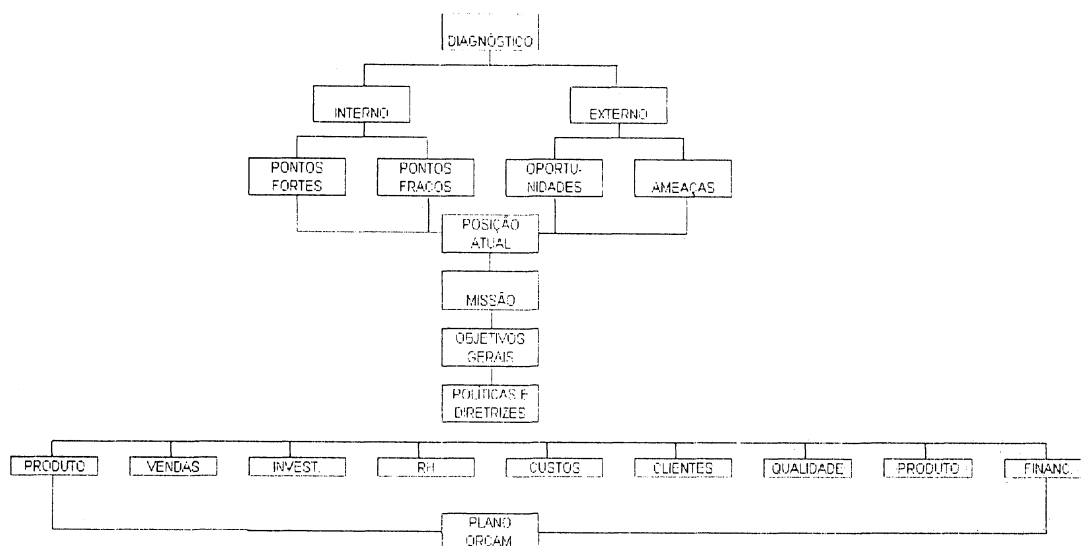 DIAGNÓSTICO
INTERNO
EXTERNO
PONTOS
FORTES
PONTOS
FRACOS
OPORTU-
NIDADES
AMEAÇAS
POSIÇÃO
ATUAL
MISSÃO
OBJETIVOS
GERAIS
POLÍTICAS E
DIRETRIZES
PRODUTO
VENDAS
INVEST.
RH
CUSTOS
CLIENTES
QUALIDADE
PRODUTO
FINANC.
PLANO
ORÇAM